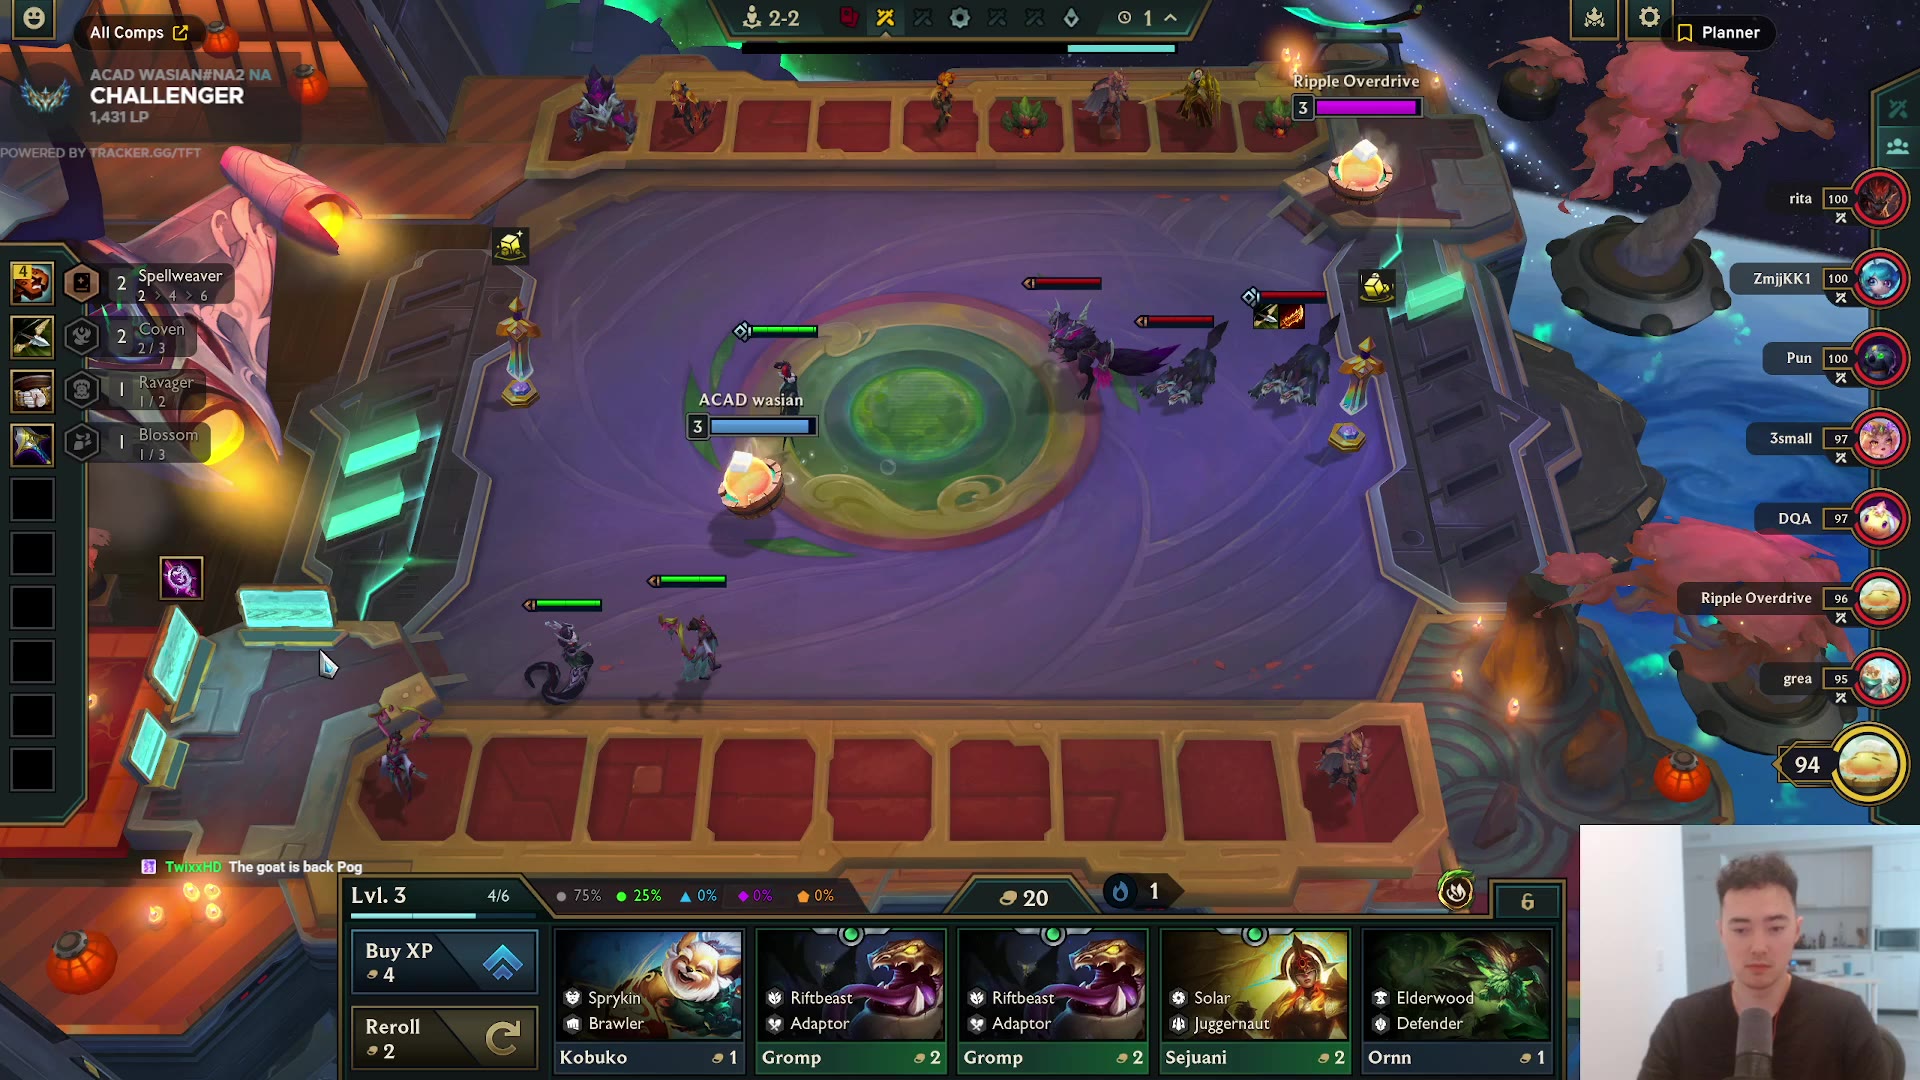 All Comps
ACAD WASIAN#NA2 NA
CHALLENGER
1,431 LP
POWERED BY TRACKER.GG/TFT
2-2
1
Planner
Ripple Overdrive
3
4
2 Spellweaver
2 > 4 > 6
2 Coven
2 / 3
1 Ravager
1 / 2
1 Blossom
1 / 3
ACAD wasian
3
rita 100
ZmjjKK1 100
Pun 100
3small 97
DQA 97
Ripple Overdrive 96
grea 95
94
TwixxHD The goat is back Pog
Lvl. 3 4/6 75% 25% 0% 0% 0% 20 1 6
Buy XP
4
Reroll
2
Sprykin
Brawler
Kobuko 1
Riftbeast
Adaptor
Gromp 2
Riftbeast
Adaptor
Gromp 2
Solar
Juggernaut
Sejuani 2
Elderwood
Defender
Ornn 1